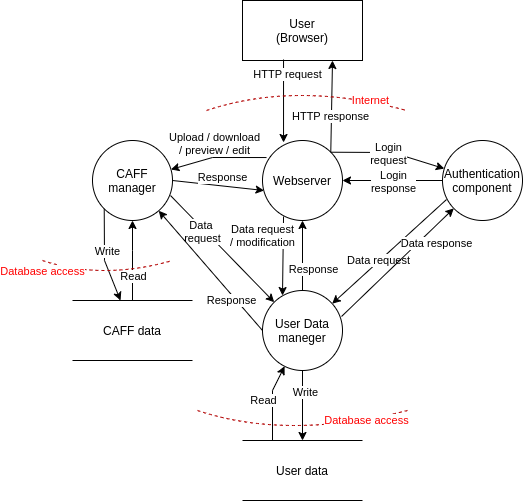 User
(Browser)
HTTP request
Internet
HTTP response
Upload / download
/ preview / edit
Login
request
CAFF
manager
Response
Webserver
Login
response
Authentication
component
Data
request
Data request
/ modification
Data response
Write
Data request
Database access
Read
Response
Response
CAFF data
User Data
maneger
Read
Write
Database access
User data